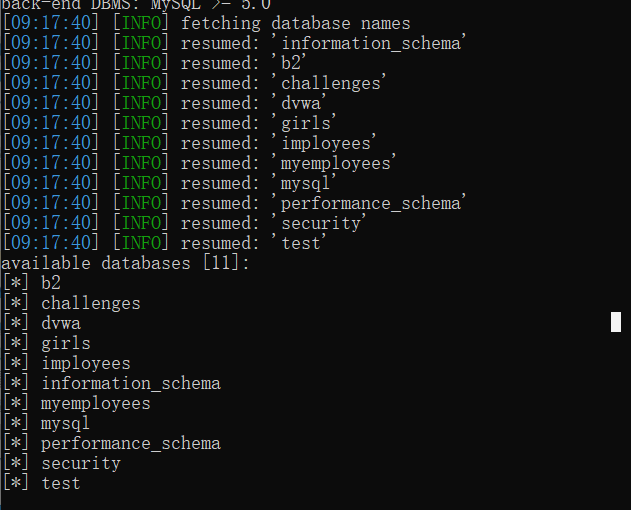 back-end DBMS: MySQL >= 5.0
[09:17:40] [INFO] fetching database names
[09:17:40] [INFO] resumed: 'information_schema'
[09:17:40] [INFO] resumed: 'b2'
[09:17:40] [INFO] resumed: 'challenges'
[09:17:40] [INFO] resumed: 'dvwa'
[09:17:40] [INFO] resumed: 'girls'
[09:17:40] [INFO] resumed: 'imployees'
[09:17:40] [INFO] resumed: 'myemployees'
[09:17:40] [INFO] resumed: 'mysql'
[09:17:40] [INFO] resumed: 'performance_schema'
[09:17:40] [INFO] resumed: 'security'
[09:17:40] [INFO] resumed: 'test'
available databases [11]:
[*] b2
[*] challenges
[*] dvwa
[*] girls
[*] imployees
[*] information_schema
[*] myemployees
[*] mysql
[*] performance_schema
[*] security
[*] test